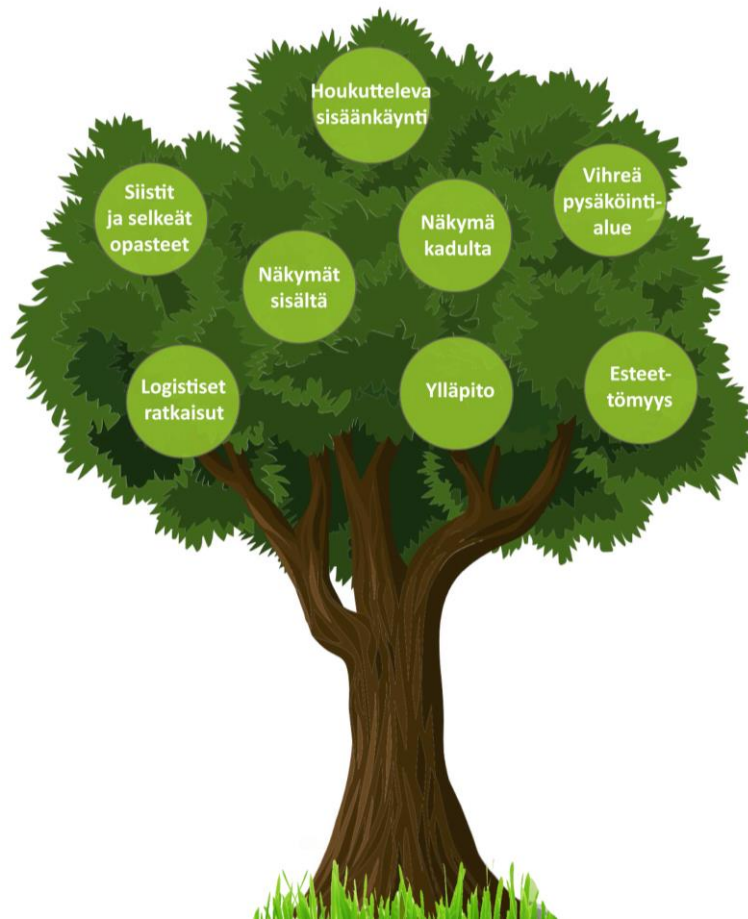 Houkutteleva
sisäänkäynti
Siistit
ja selkeät
opasteet
Vihreä
pysäköinti-
alue
Näkymä
kadulta
Näkymät
sisältä
Logistiset
ratkaisut
Ylläpito
Esteet-
tömyys